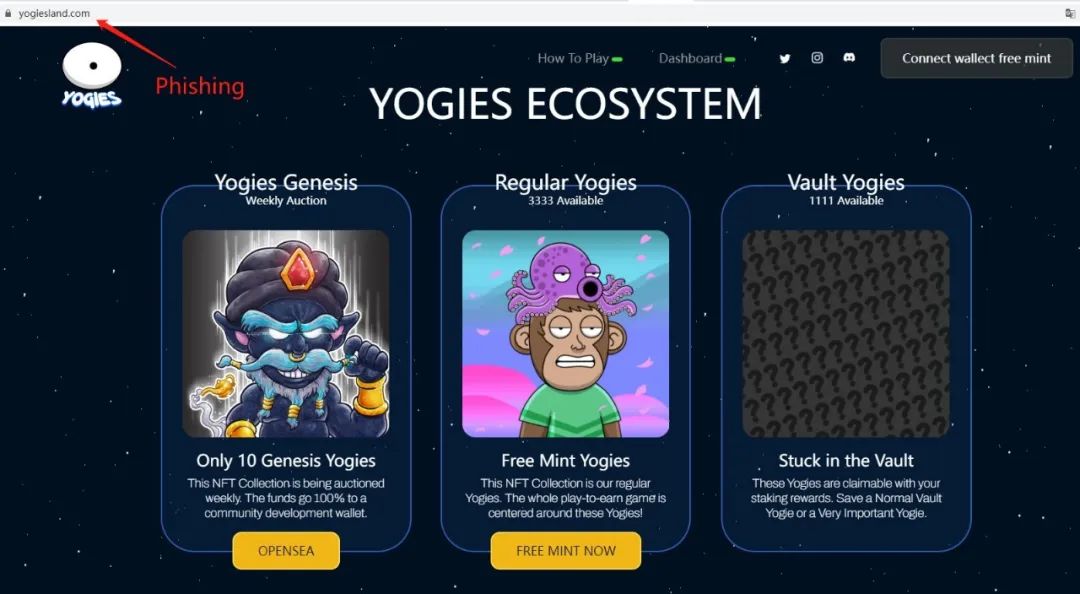 yogiesland.com
Phishing
YOGIES
How To Play
Dashboard
Connect wallect free mint
YOGIES ECOSYSTEM
Yogies Genesis
Weekly Auction
Regular Yogies
3333 Available
Vault Yogies
1111 Available
????????
Only 10 Genesis Yogies
This NFT Collection is being auctioned
weekly. The funds go 100% to a
community development wallet.
OPENSEA
Free Mint Yogies
This NFT Collection is our regular
Yogies. The whole play-to-earn game is
centered around these Yogies!
FREE MINT NOW
Stuck in the Vault
These Yogies are claimable with your
staking rewards. Save a Normal Vault
Yogie or a Very Important Yogie.